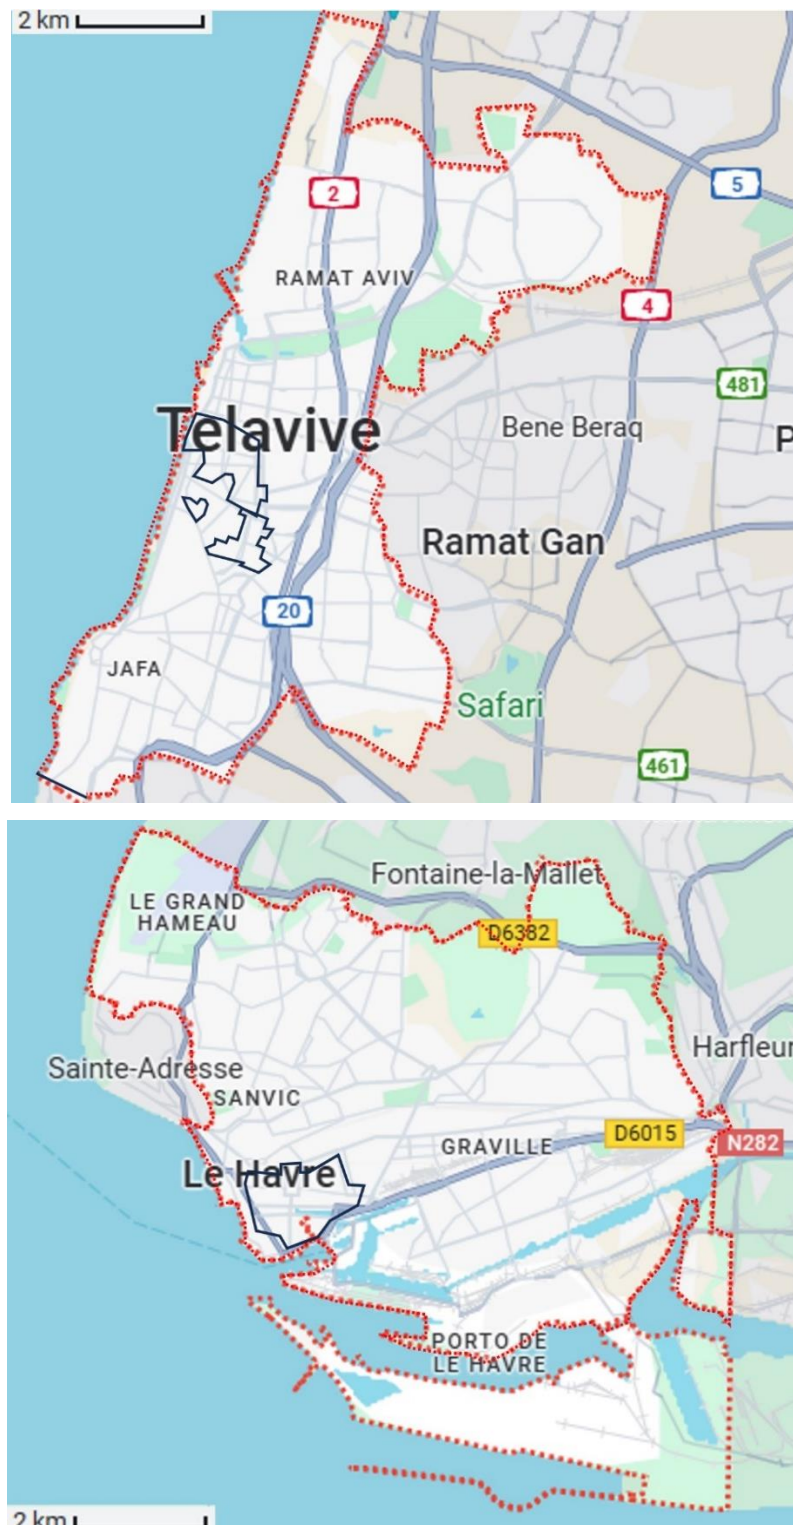 2 km
5
2
RAMAT AVIV
4
481
Telavive
Bene Beraq
P
Ramat Gan
20
JAFA
Safari
461
Fontaine-la-Mallet
LE GRAND
HAMEAU
D6382
Sainte-Adresse
Harfleur
SANVIC
D6015
GRAVILLE
N282
Le Havre
PORTO DE
LE HAVRE
2 km